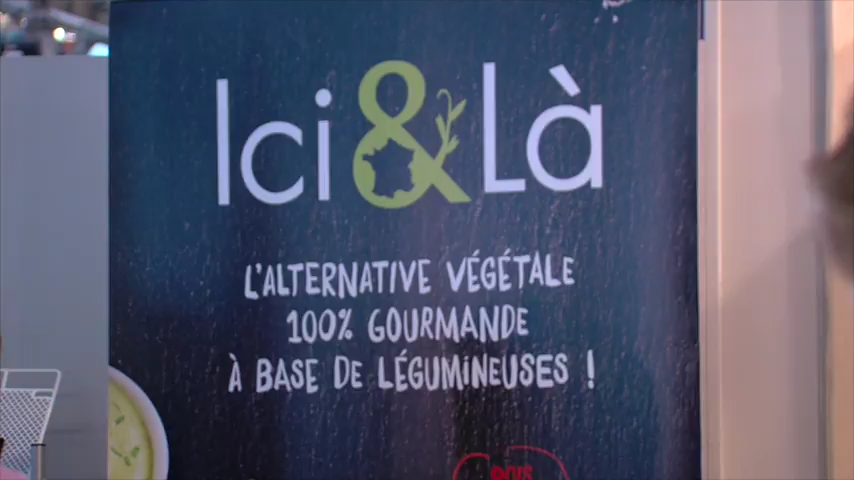 Ici & Là
L'ALTERNATIVE VÉGÉTALE
100% GOURMANDE
À BASE DE LÉGUMINEUSES !